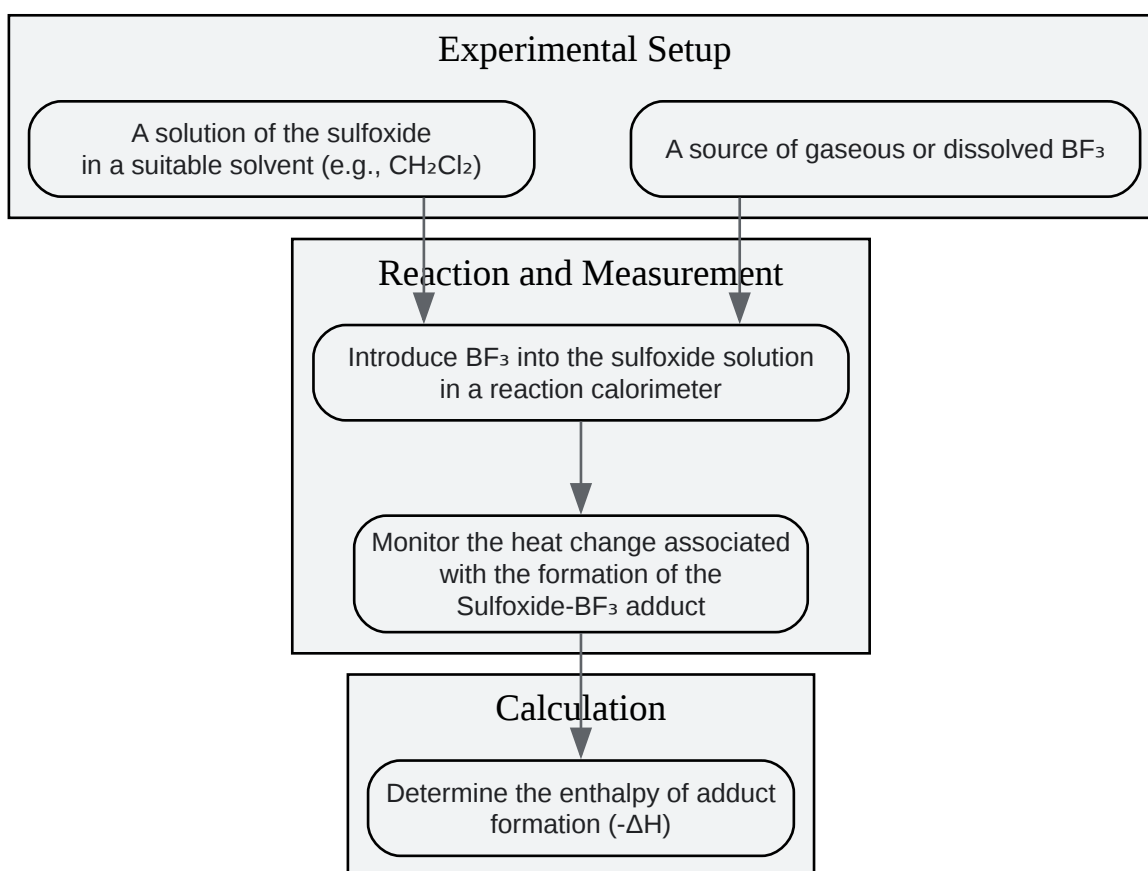 Experimental Setup
A solution of the sulfoxide
in a suitable solvent (e.g., CH₂Cl₂)
A source of gaseous or dissolved BF₃
Reaction and Measurement
Introduce BF₃ into the sulfoxide solution
in a reaction calorimeter
Monitor the heat change associated
with the formation of the
Sulfoxide-BF₃ adduct
Calculation
Determine the enthalpy of adduct
formation (-ΔH)